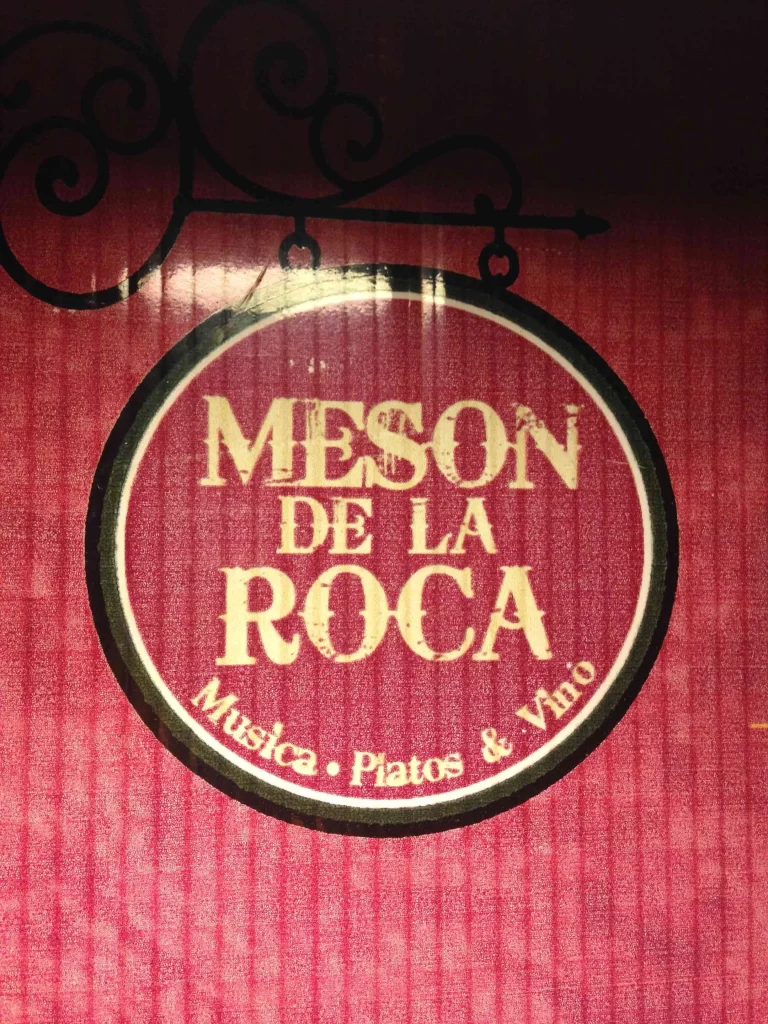 MESON
DE LA
ROCA
Musica • Platos & Vino